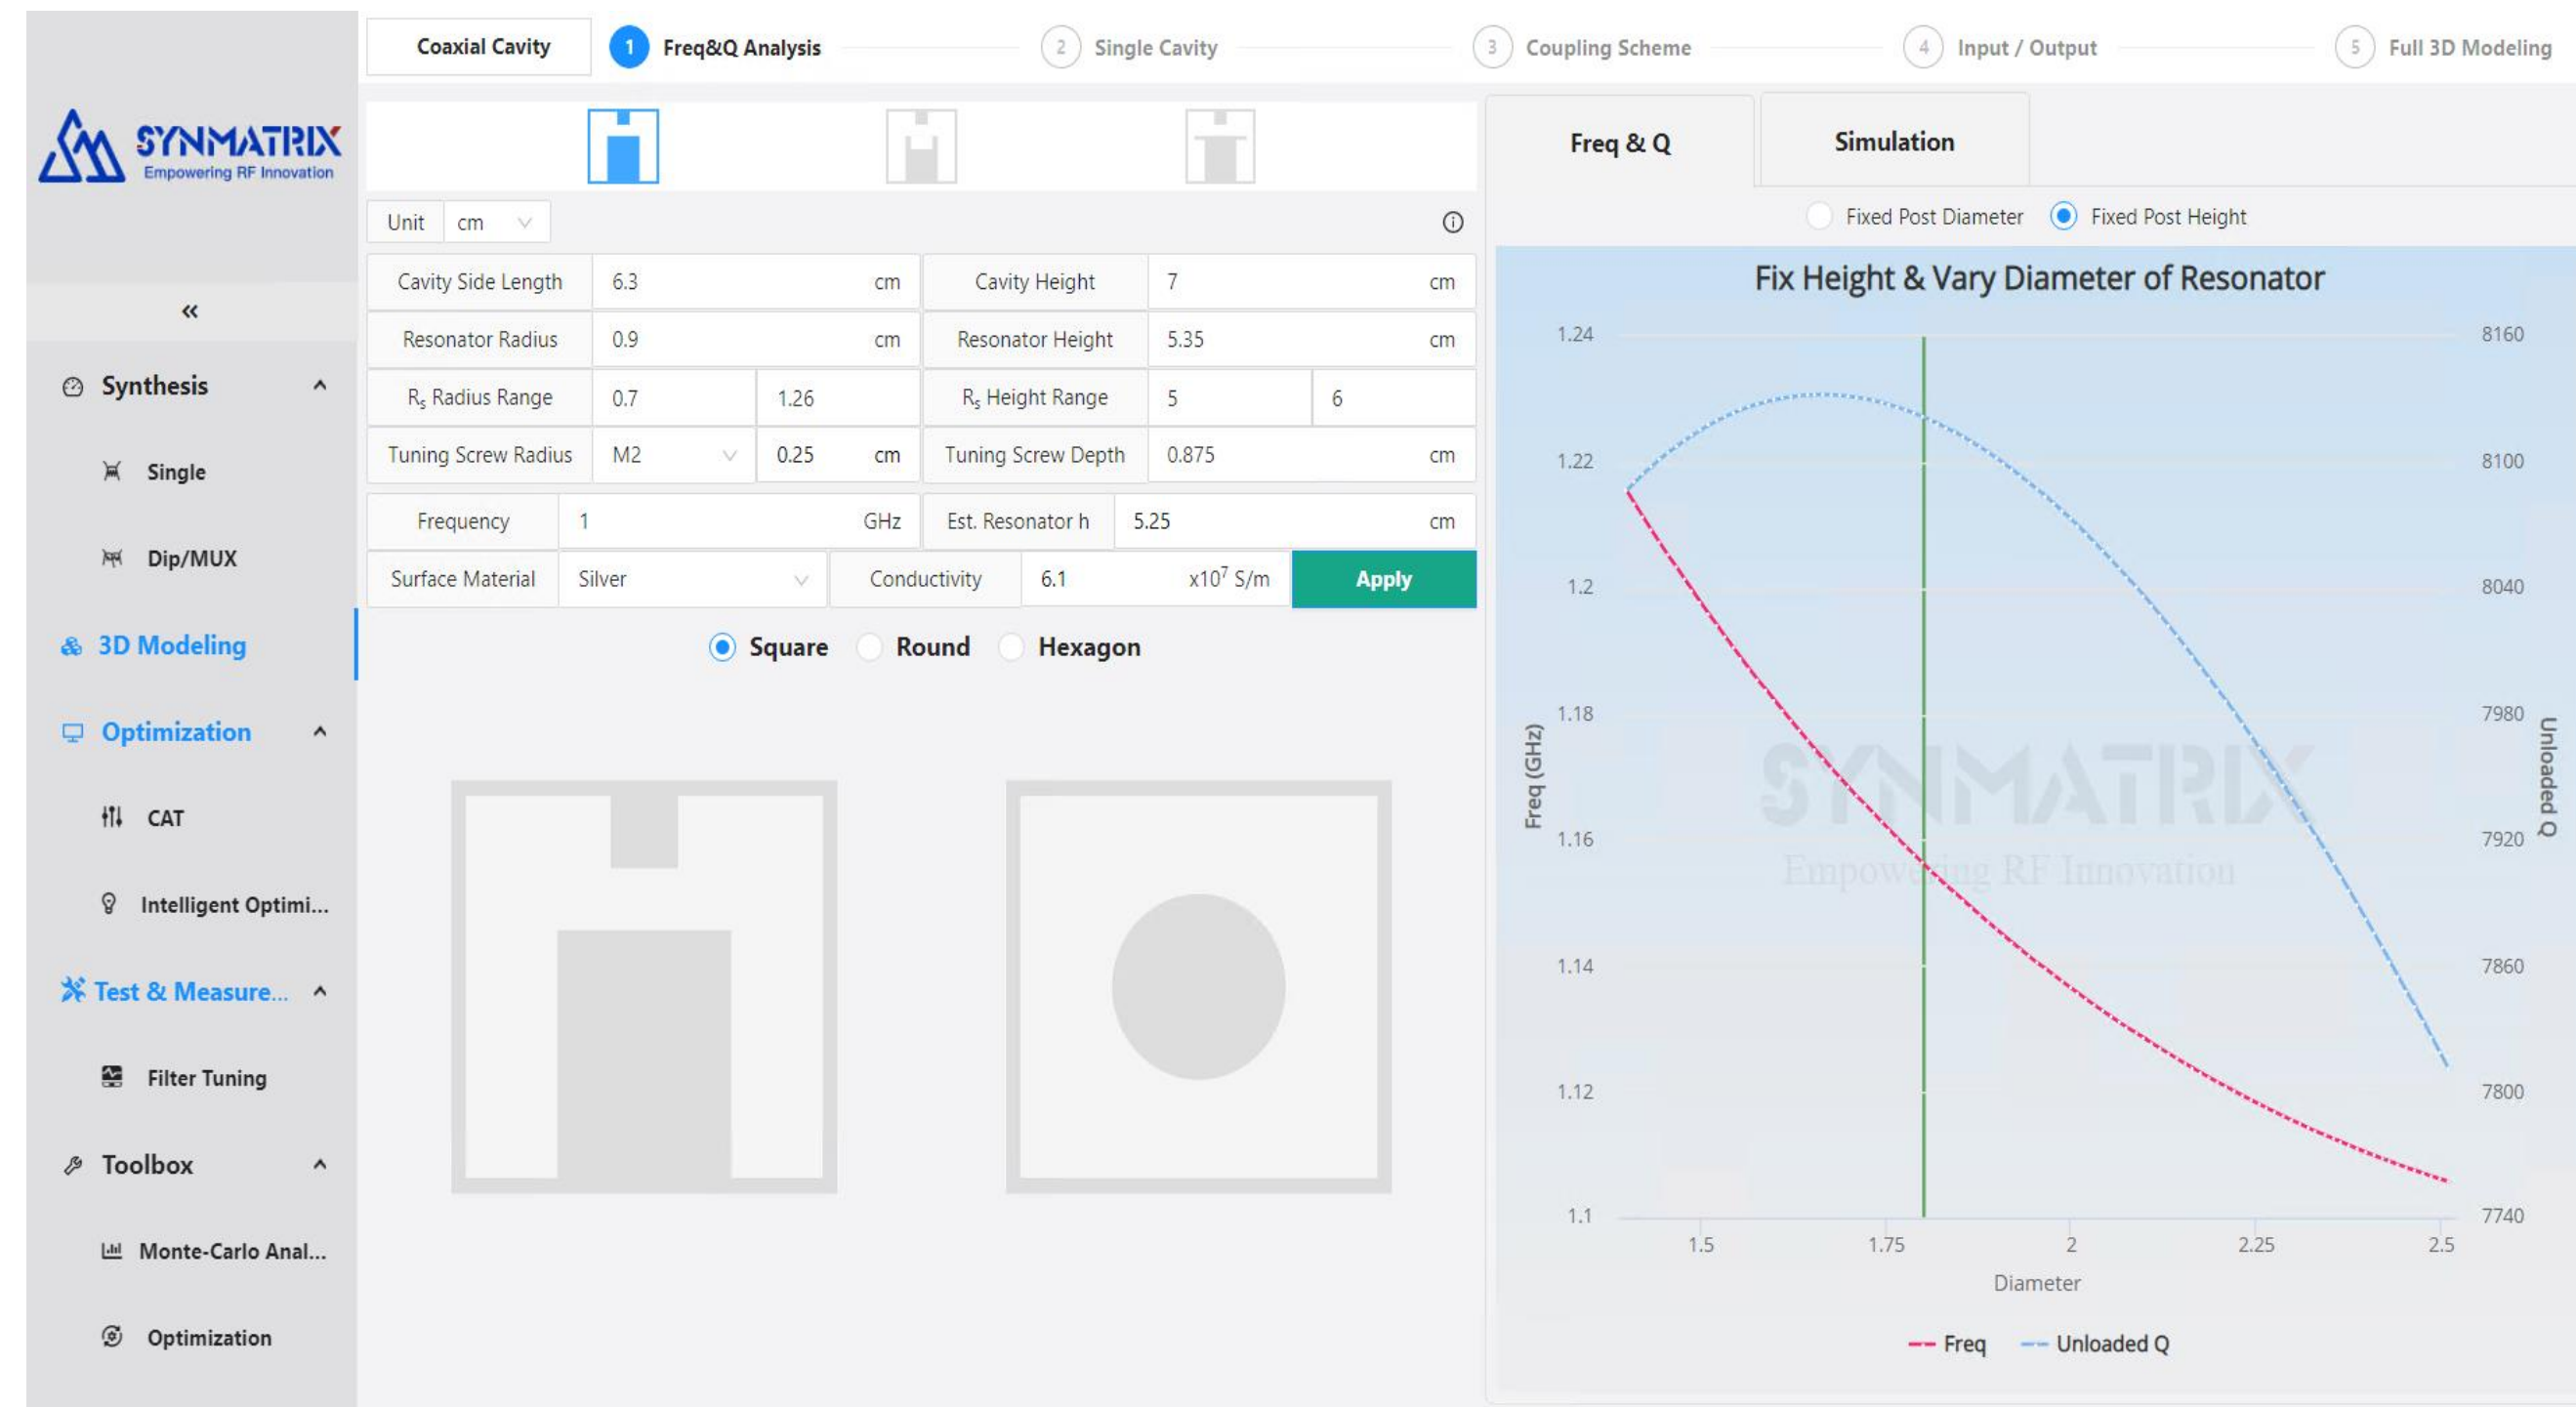 Coaxial Cavity
1 Freq&Q Analysis
2 Single Cavity
3 Coupling Scheme
4 Input / Output
5 Full 3D Modeling
SYNMATRIX
Empowering RF Innovation
«
Synthesis
Single
Dip/MUX
3D Modeling
Optimization
CAT
Intelligent Optimi...
Test & Measure...
Filter Tuning
Toolbox
Monte-Carlo Anal...
Optimization
Unit cm
Cavity Side Length 6.3 cm Cavity Height 7 cm
Resonator Radius 0.9 cm Resonator Height 5.35 cm
Rs Radius Range 0.7 1.26 Rs Height Range 5 6
Tuning Screw Radius M2 0.25 cm Tuning Screw Depth 0.875 cm
Frequency 1 GHz Est. Resonator h 5.25 cm
Surface Material Silver Conductivity 6.1 x10⁷ S/m Apply
Square Round Hexagon
Freq & Q Simulation
Fixed Post Diameter Fixed Post Height
Fix Height & Vary Diameter of Resonator
1.24 8160
1.22 8100
1.2 8040
1.18 7980
1.16 7920
1.14 7860
1.12 7800
1.1 7740
Freq (GHz)
Unloaded Q
SYNMATRIX
Empowering RF Innovation
1.5 1.75 2 2.25 2.5
Diameter
Freq Unloaded Q